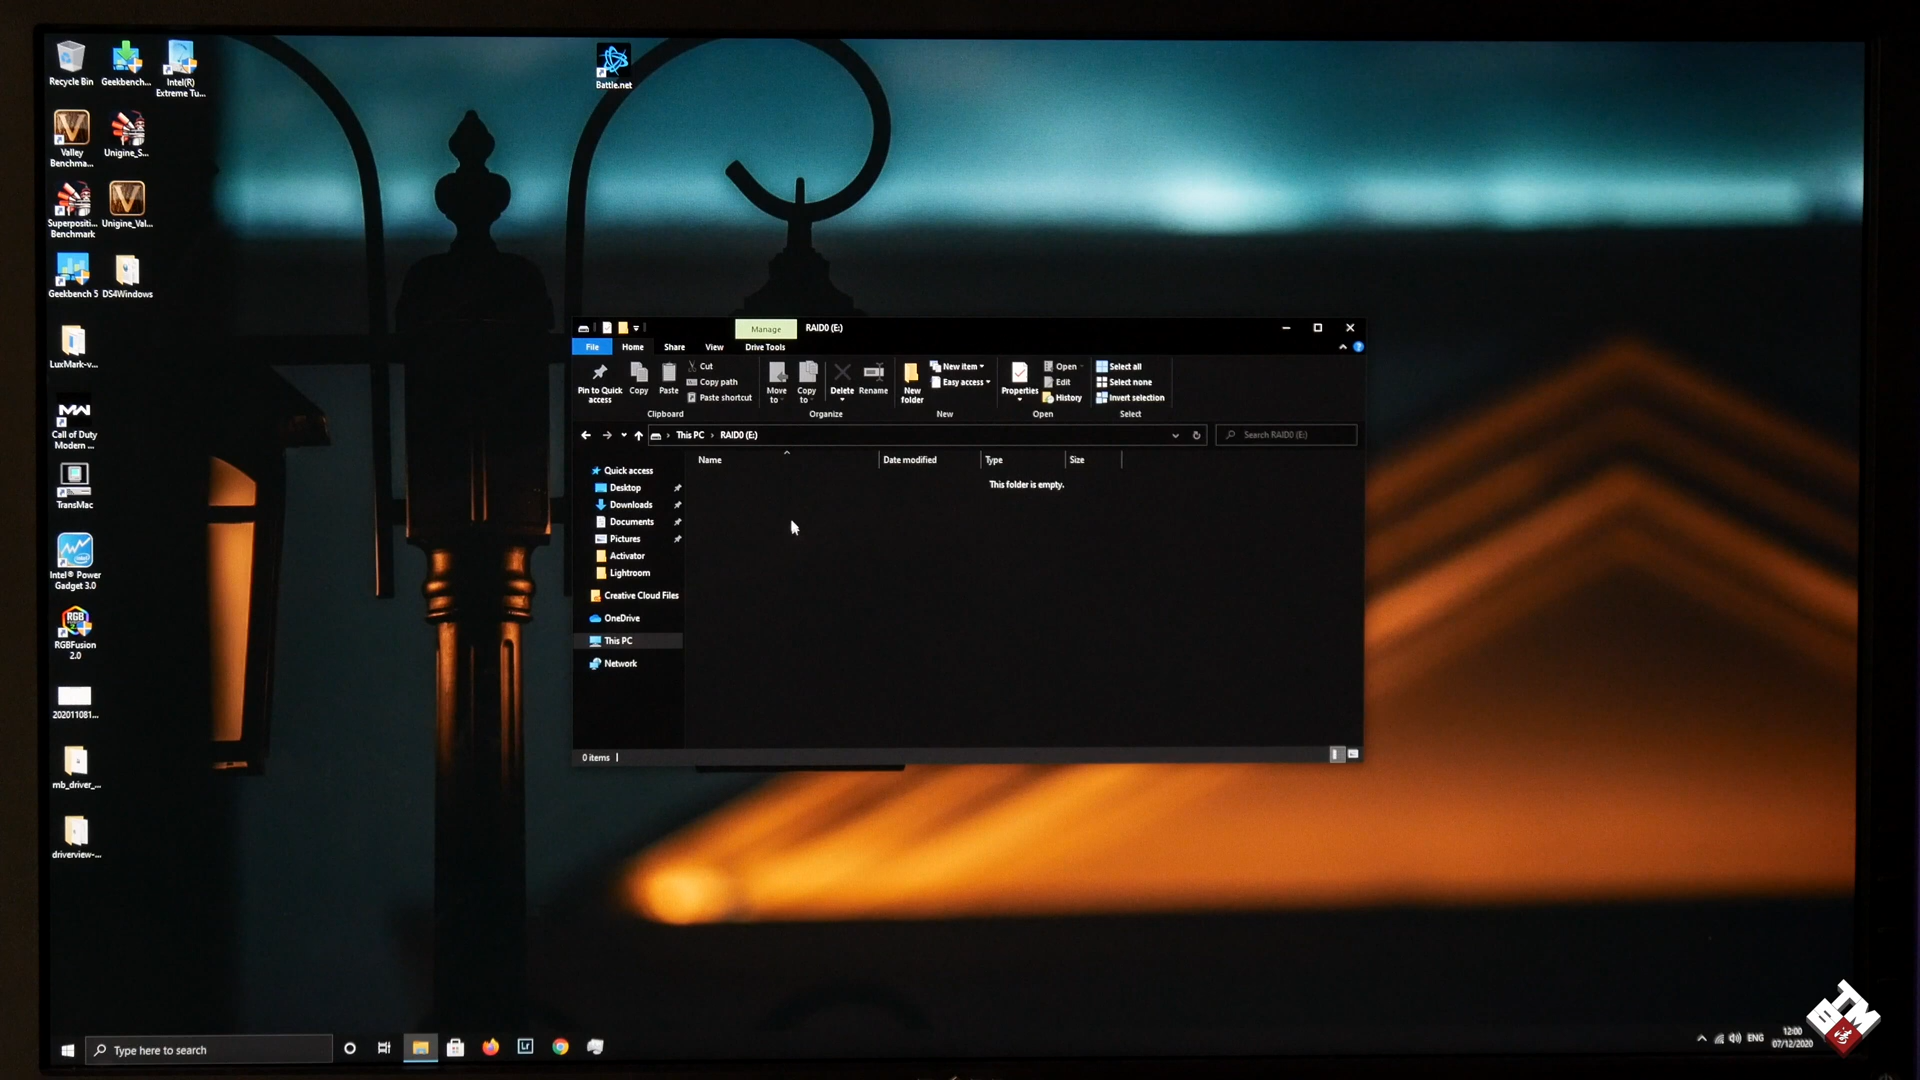 Recycle Bin
Geekbench...
Intel(R)
Extreme Tu...
Battle.net
Valley
Benchma...
Unigine_S...
Superpositi...
Benchmark
Unigine_Val...
Geekbench 5
DS4Windows
LuxMark-v...
Call of Duty
Modern ...
TransMac
Intel® Power
Gadget 3.0
RGBFusion
2.0
202011081...
mb_driver_...
driverview-...
Manage
RAID0 (E:)
File
Home
Share
View
Drive Tools
Pin to Quick
access
Copy
Paste
Cut
Copy path
Paste shortcut
Clipboard
Move
to
Copy
to
Delete
Rename
Organize
New
folder
New item
Easy access
New
Properties
Open
Edit
History
Open
Select all
Select none
Invert selection
Select
This PC › RAID0 (E:)
Search RAID0 (E:)
Name
Date modified
Type
Size
This folder is empty.
Quick access
Desktop
Downloads
Documents
Pictures
Activator
Lightroom
Creative Cloud Files
OneDrive
This PC
Network
0 items
Type here to search
Lr
ENG
12:00
07/12/2020
BTM